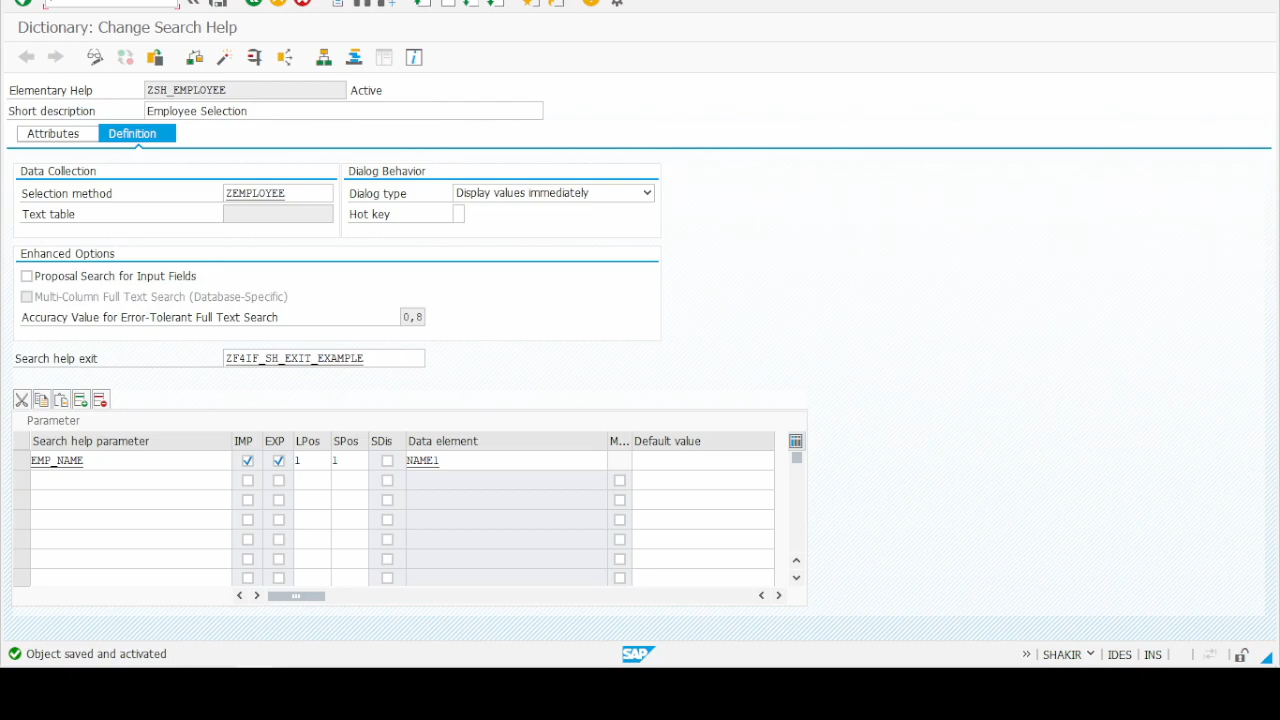 Dictionary: Change Search Help
Elementary Help ZSH_EMPLOYEE Active
Short description Employee Selection
Attributes Definition
Data Collection Dialog Behavior
Selection method ZEMPLOYEE Dialog type Display values immediately
Text table Hot key
Enhanced Options
Proposal Search for Input Fields
Multi-Column Full Text Search (Database-Specific)
Accuracy Value for Error-Tolerant Full Text Search 0,8
Search help exit ZF4IF_SH_EXIT_EXAMPLE
Parameter
Search help parameter IMP EXP LPos SPos SDis Data element M... Default value
EMP_NAME 1 1 NAME1
Object saved and activated SAP SHAKIR IDES INS